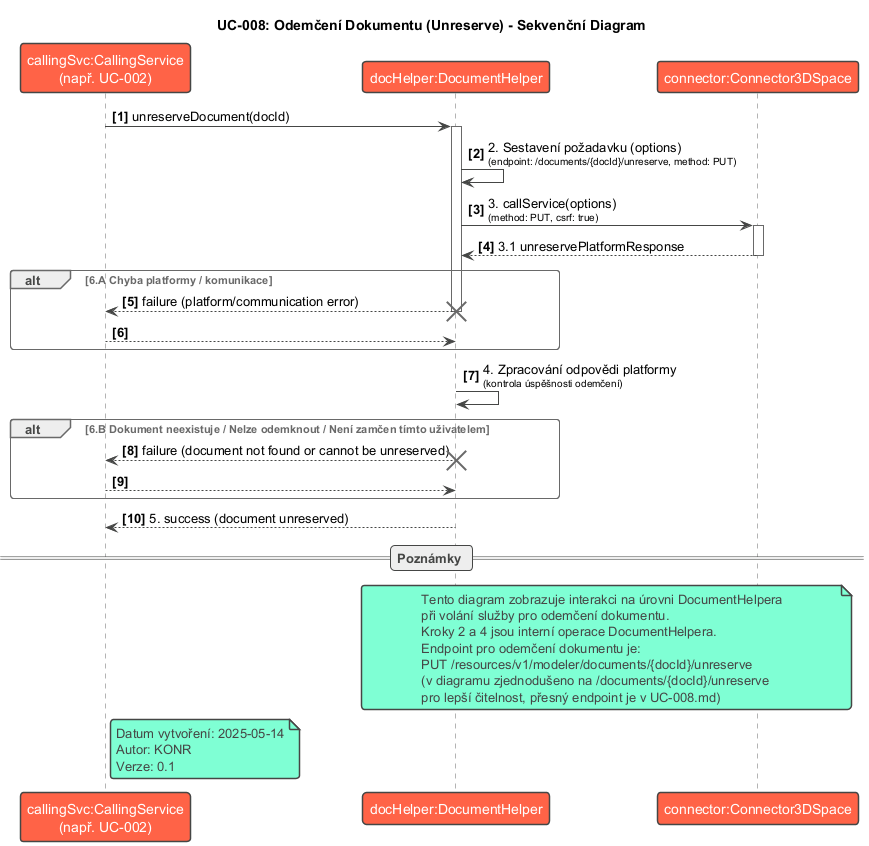 UC-008: Odemčení Dokumentu (Unreserve) - Sekvenční Diagram
callingSvc:CallingService
(např. UC-002)
docHelper:DocumentHelper
connector:Connector3DSpace
[1] unreserveDocument(docId)
[2] 2. Sestavení požadavku (options)
(endpoint: /documents/{docId}/unreserve, method: PUT)
[3] 3. callService(options)
(method: PUT, csrf: true)
[4] 3.1 unreservePlatformResponse
alt [6.A Chyba platformy / komunikace]
[5] failure (platform/communication error)
[6]
[7] 4. Zpracování odpovědi platformy
(kontrola úspěšnosti odemčení)
alt [6.B Dokument neexistuje / Nelze odemknout / Není zamčen tímto uživatelem]
[8] failure (document not found or cannot be unreserved)
[9]
[10] 5. success (document unreserved)
Poznámky
Tento diagram zobrazuje interakci na úrovni DocumentHelpera
při volání služby pro odemčení dokumentu.
Kroky 2 a 4 jsou interní operace DocumentHelpera.
Endpoint pro odemčení dokumentu je:
PUT /resources/v1/modeler/documents/{docId}/unreserve
(v diagramu zjednodušeno na /documents/{docId}/unreserve
pro lepší čitelnost, přesný endpoint je v UC-008.md)
Datum vytvoření: 2025-05-14
Autor: KONR
Verze: 0.1
callingSvc:CallingService
(např. UC-002)
docHelper:DocumentHelper
connector:Connector3DSpace